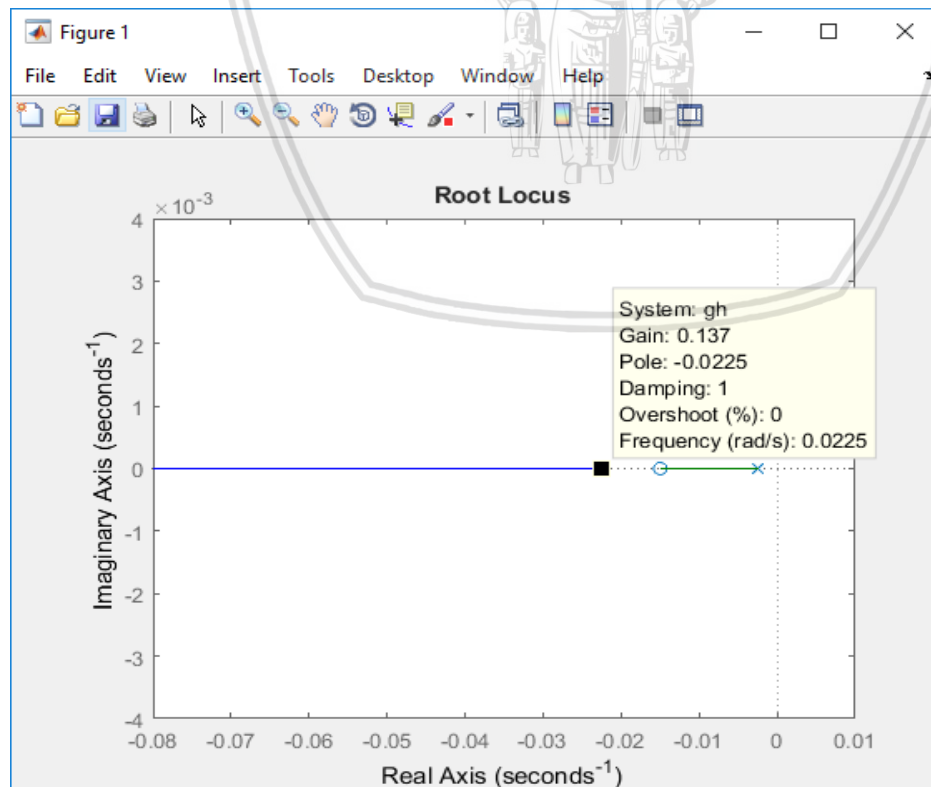 Figure 1
File Edit View Insert Tools Desktop Window Help
Root Locus
×10⁻³
4
3
2
1
0
-1
-2
-3
-4
Imaginary Axis (seconds⁻¹)
System: gh
Gain: 0.137
Pole: -0.0225
Damping: 1
Overshoot (%): 0
Frequency (rad/s): 0.0225
-0.08 -0.07 -0.06 -0.05 -0.04 -0.03 -0.02 -0.01 0 0.01
Real Axis (seconds⁻¹)